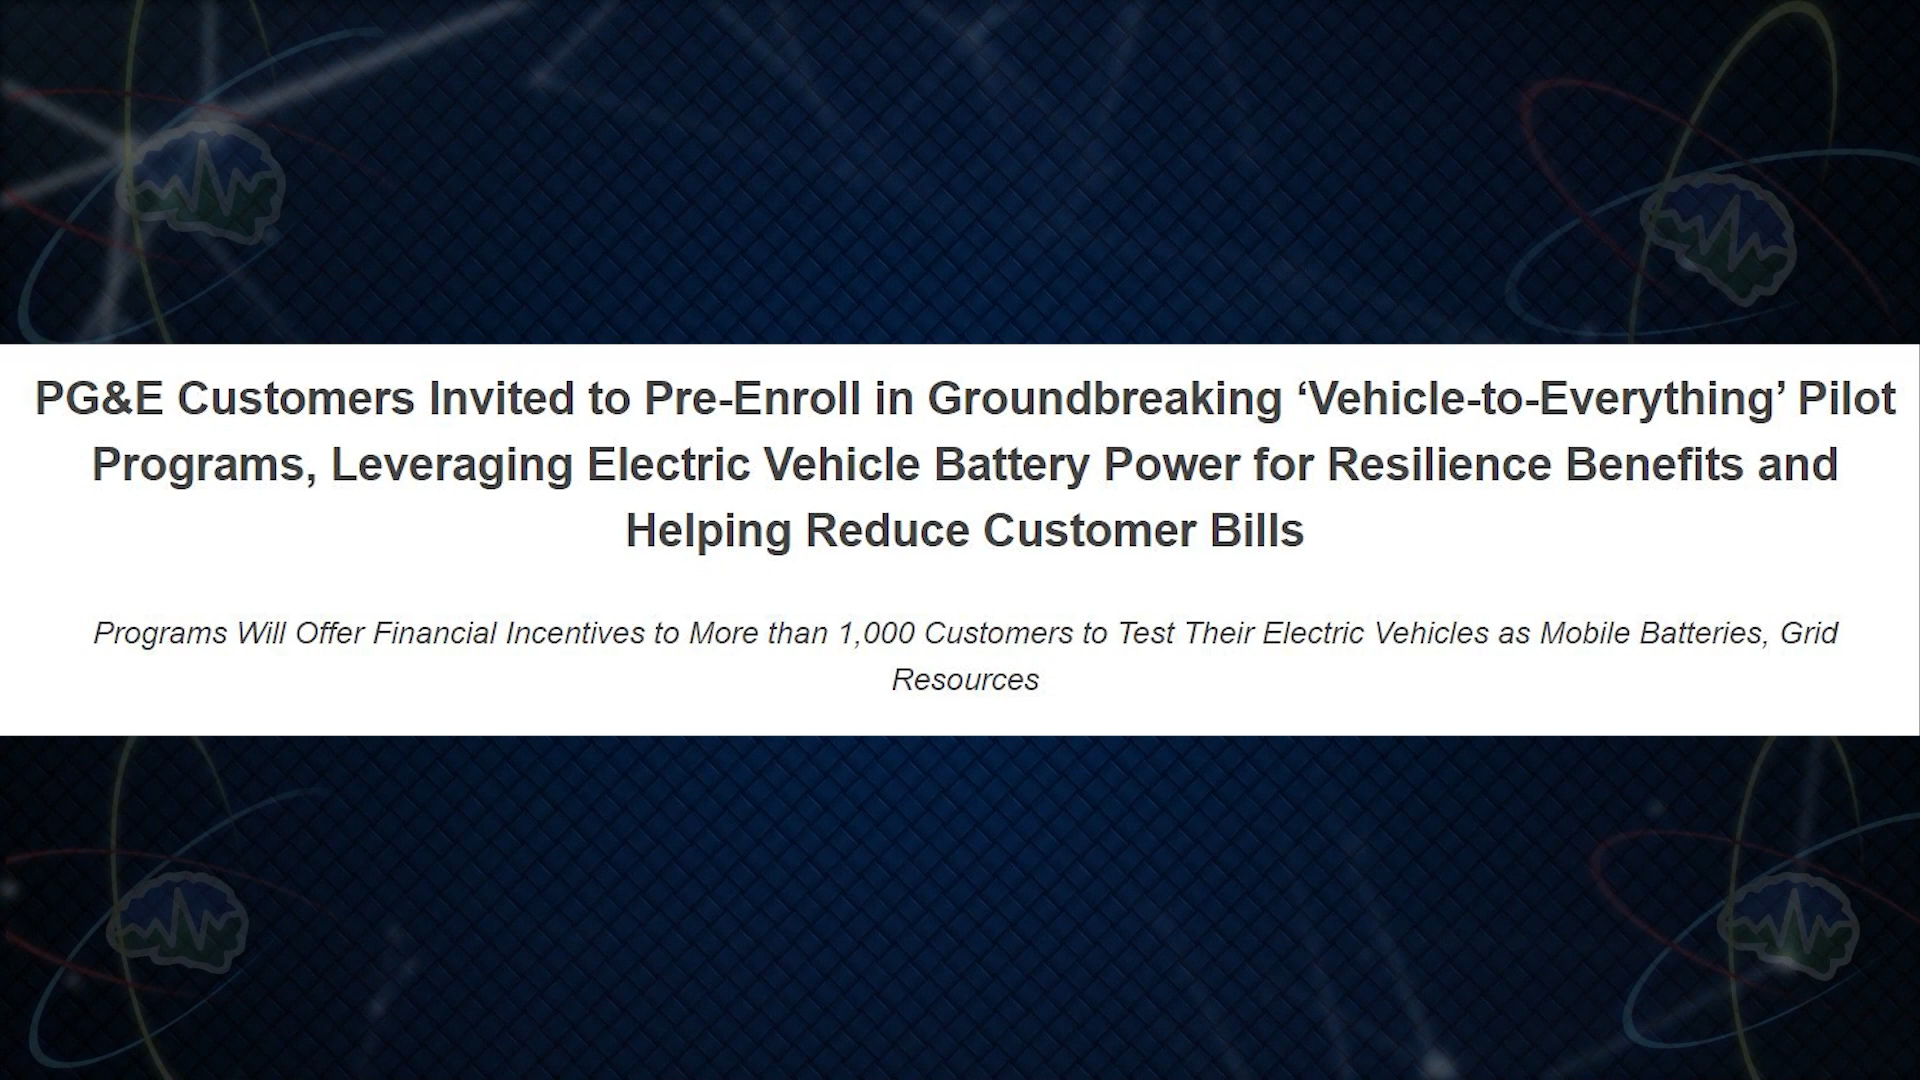 PG&E Customers Invited to Pre-Enroll in Groundbreaking ‘Vehicle-to-Everything’ Pilot
Programs, Leveraging Electric Vehicle Battery Power for Resilience Benefits and
Helping Reduce Customer Bills
Programs Will Offer Financial Incentives to More than 1,000 Customers to Test Their Electric Vehicles as Mobile Batteries, Grid
Resources